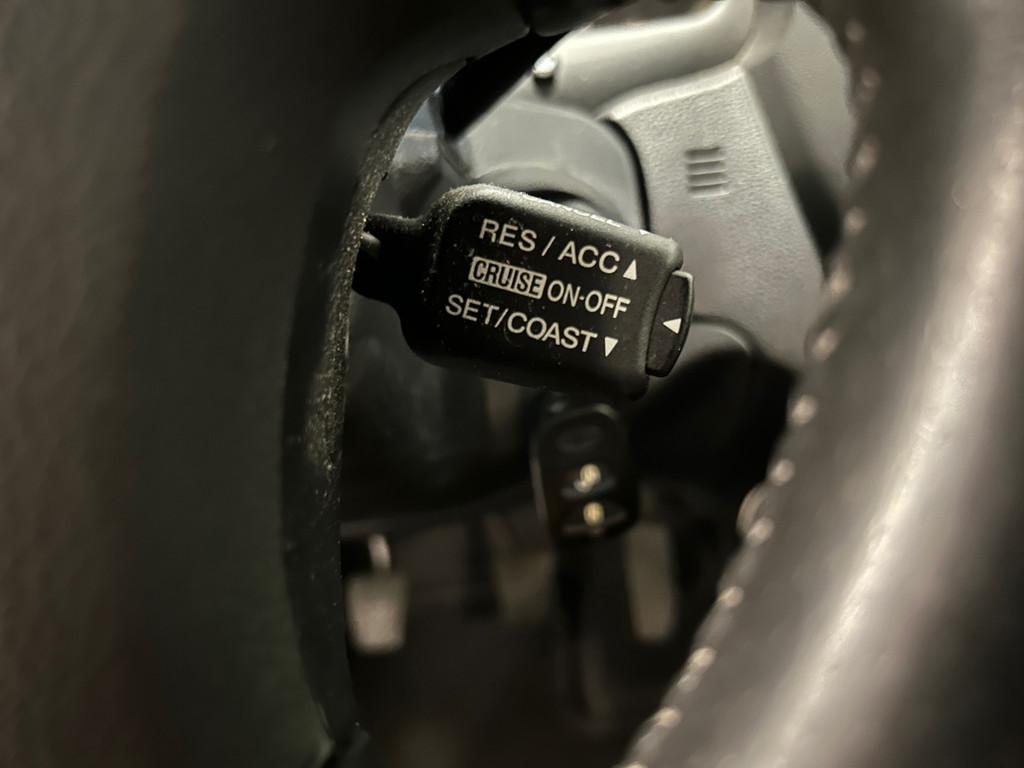 RES / ACC▲
CRUISE ON-OFF
SET/COAST ▼